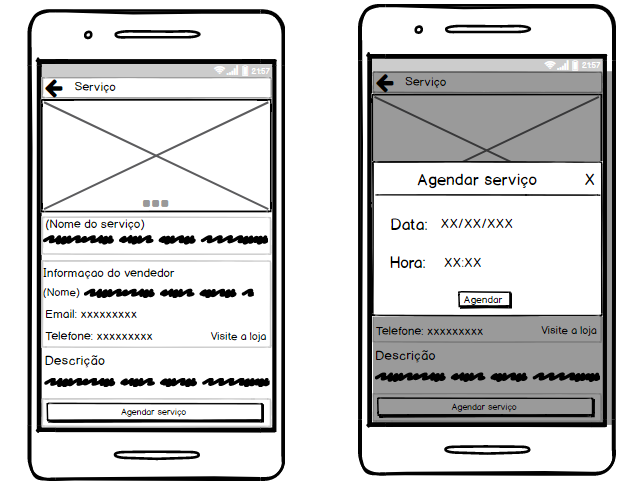 2:57
Serviço
(Nome do serviço)
Informaçao do vendedor
(Nome)
Email: xxxxxxxxx
Telefone: xxxxxxxxx Visite a loja
Descrição
Agendar serviço
2:57
Serviço
Agendar serviço X
Data: XX/XX/XXX
Hora: XX:XX
Agendar
Telefone: xxxxxxxxx Visite a loja
Descrição
Agendar serviço